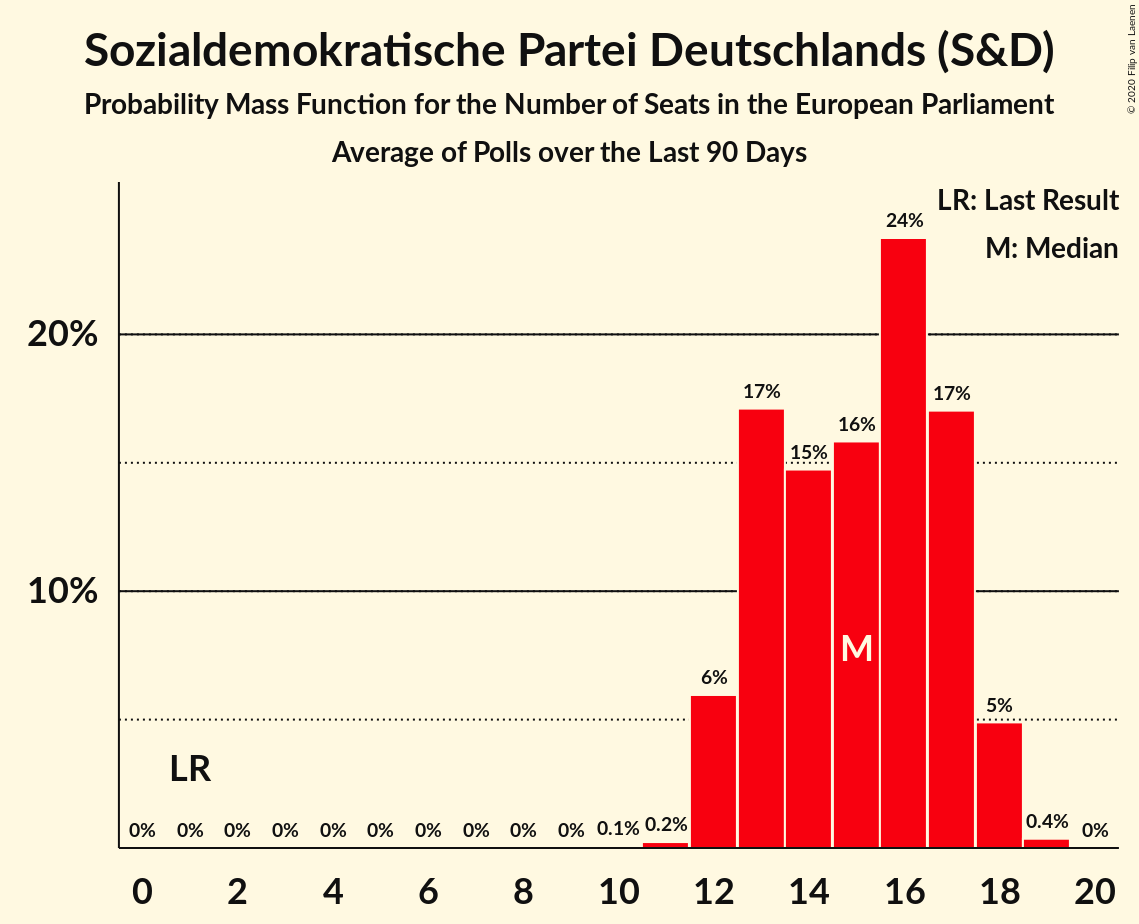 Sozialdemokratische Partei Deutschlands (S&D)
Probability Mass Function for the Number of Seats in the European Parliament
Average of Polls over the Last 90 Days
© 2020 Filip van Laenen
LR: Last Result
M: Median
24%
20%
17%
17%
16%
15%
10%
M
6%
5%
LR
0% 0% 0% 0% 0% 0% 0% 0% 0% 0% 0.1% 0.2% 0.4% 0%
0 2 4 6 8 10 12 14 16 18 20